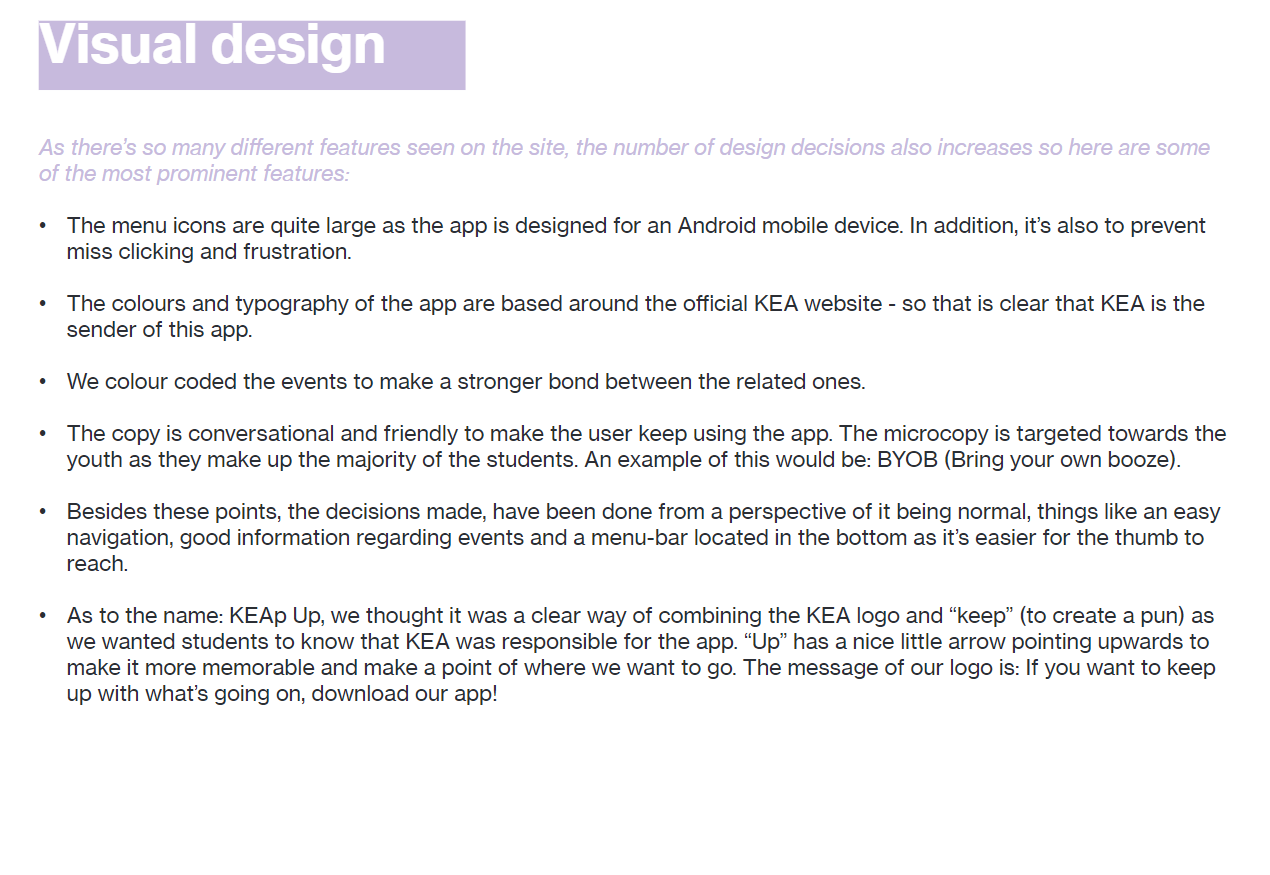 Visual design
As there’s so many different features seen on the site, the number of design decisions also increases so here are some
of the most prominent features:
• The menu icons are quite large as the app is designed for an Android mobile device. In addition, it’s also to prevent
miss clicking and frustration.
• The colours and typography of the app are based around the official KEA website - so that is clear that KEA is the
sender of this app.
• We colour coded the events to make a stronger bond between the related ones.
• The copy is conversational and friendly to make the user keep using the app. The microcopy is targeted towards the
youth as they make up the majority of the students. An example of this would be: BYOB (Bring your own booze).
• Besides these points, the decisions made, have been done from a perspective of it being normal, things like an easy
navigation, good information regarding events and a menu-bar located in the bottom as it’s easier for the thumb to
reach.
• As to the name: KEAp Up, we thought it was a clear way of combining the KEA logo and “keep” (to create a pun) as
we wanted students to know that KEA was responsible for the app. “Up” has a nice little arrow pointing upwards to
make it more memorable and make a point of where we want to go. The message of our logo is: If you want to keep
up with what’s going on, download our app!